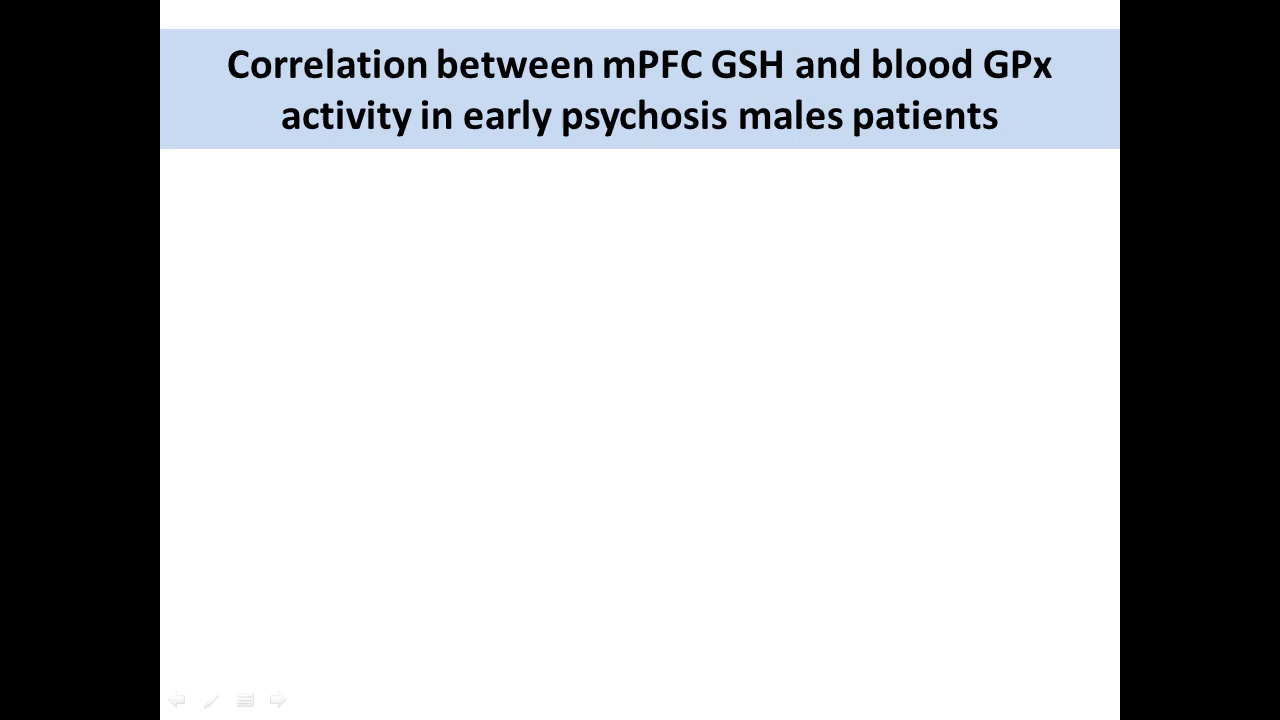 Correlation between mPFC GSH and blood GPx
activity in early psychosis males patients